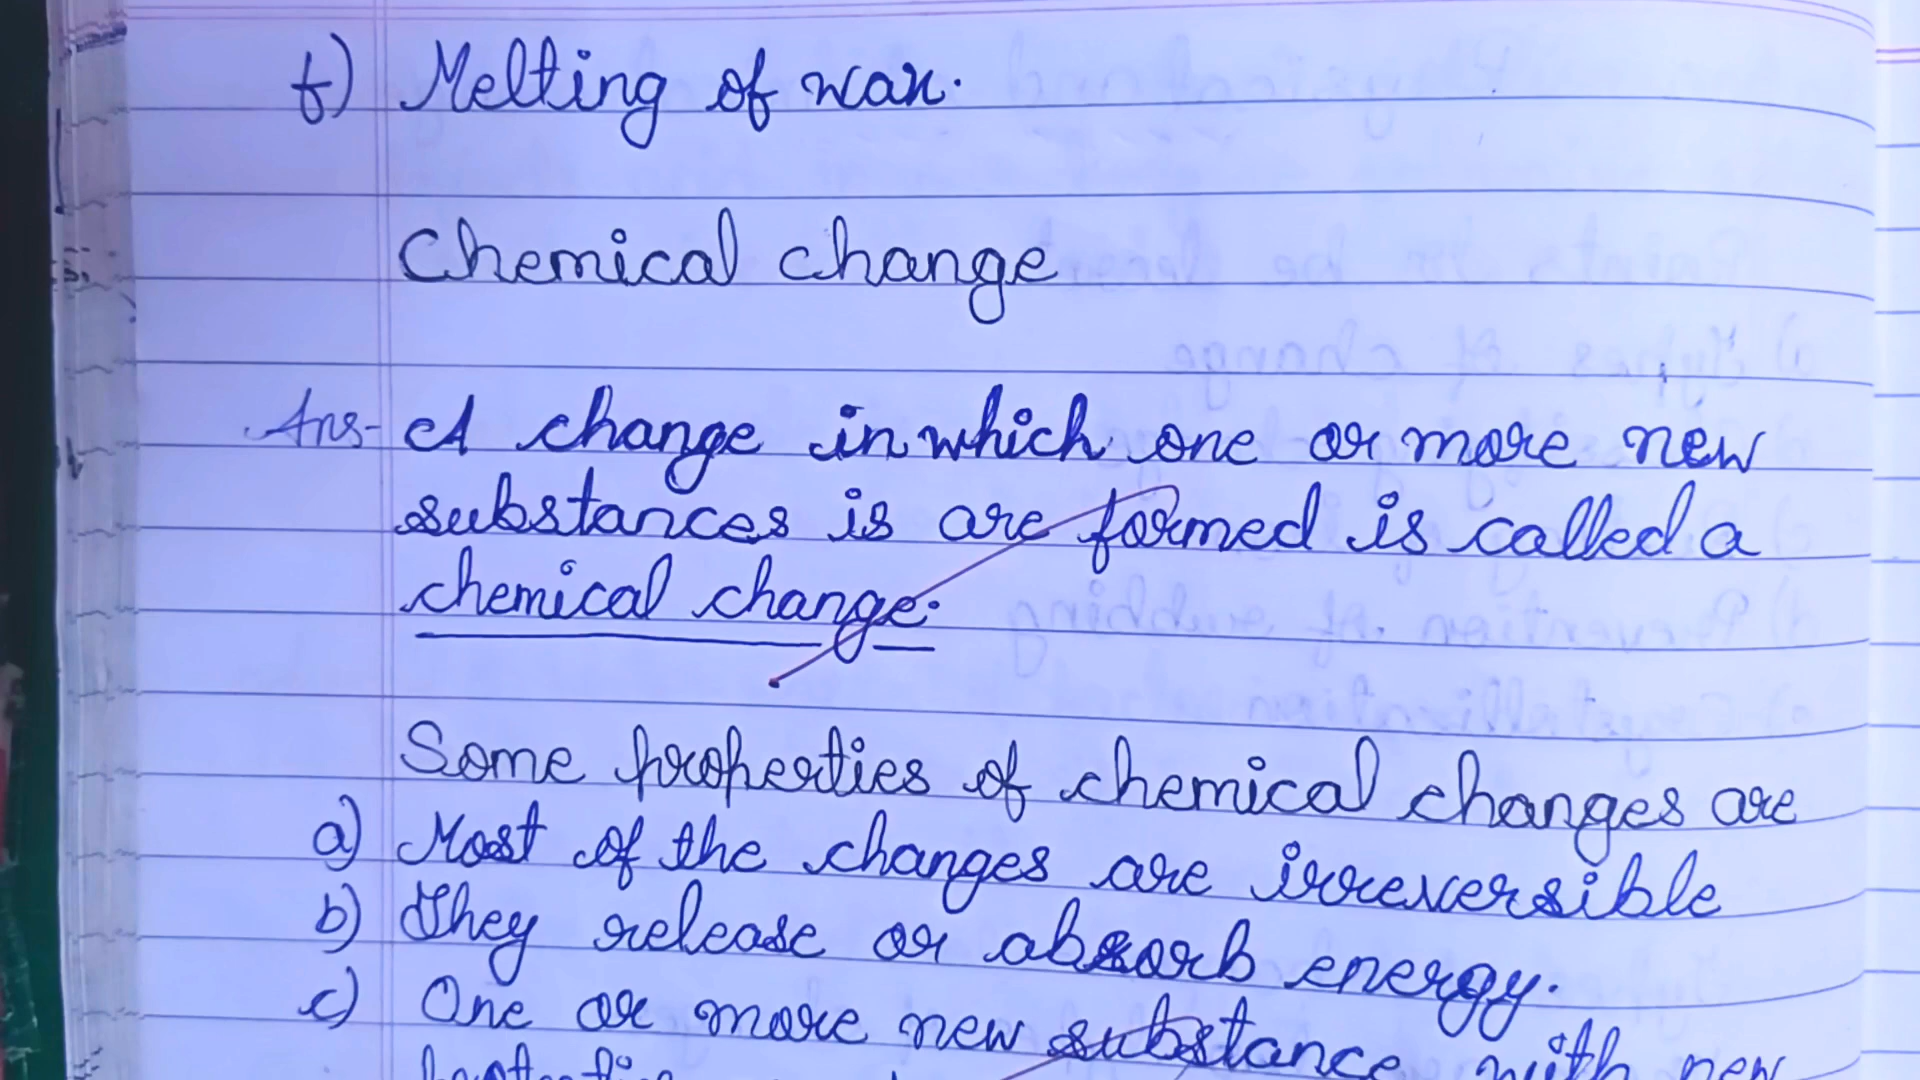 f) Melting of wax.
Chemical change
Ans- A change in which one or more new
substances is are formed is called a
chemical change.
Some properties of chemical changes are
a) Most of the changes are irreversible
b) They release or absorb energy.
c) One or more new substance with new